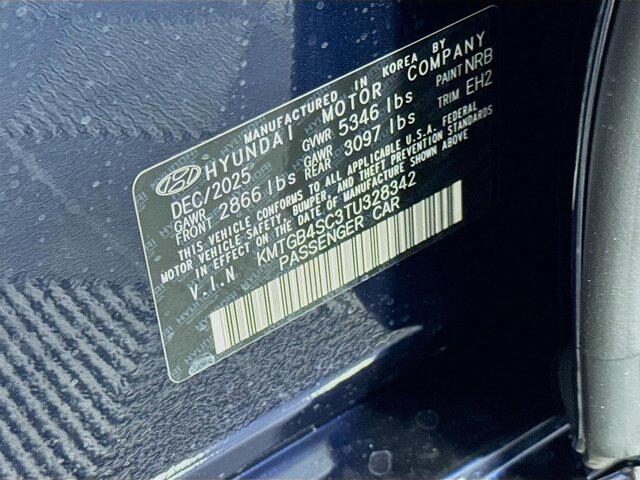 MANUFACTURED IN KOREA BY
HYUNDAI MOTOR COMPANY
DEC/2025 GVWR 5346 lbs PAINT NRB
GAWR FRONT 2866 lbs GAWR REAR 3097 lbs TRIM EH2
THIS VEHICLE CONFORMS TO ALL APPLICABLE U.S.A. FEDERAL
MOTOR VEHICLE SAFETY, BUMPER, AND THEFT PREVENTION STANDARDS
IN EFFECT ON THE DATE OF MANUFACTURE SHOWN ABOVE
V.I.N KMTGB4SC3TU328342
PASSENGER CAR